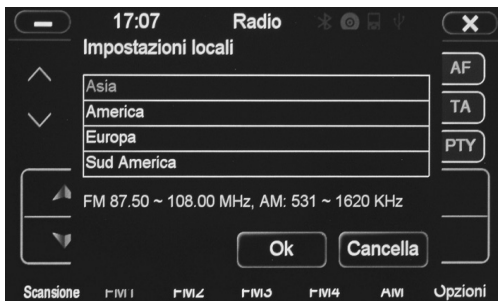 17:07 Radio
Impostazioni locali
AF
Asia
America
TA
Europa
PTY
Sud America
FM 87.50 ~ 108.00 MHz, AM: 531 ~ 1620 KHz
Ok Cancella
Scansione FM1 FM2 FM3 FM4 AM Opzioni